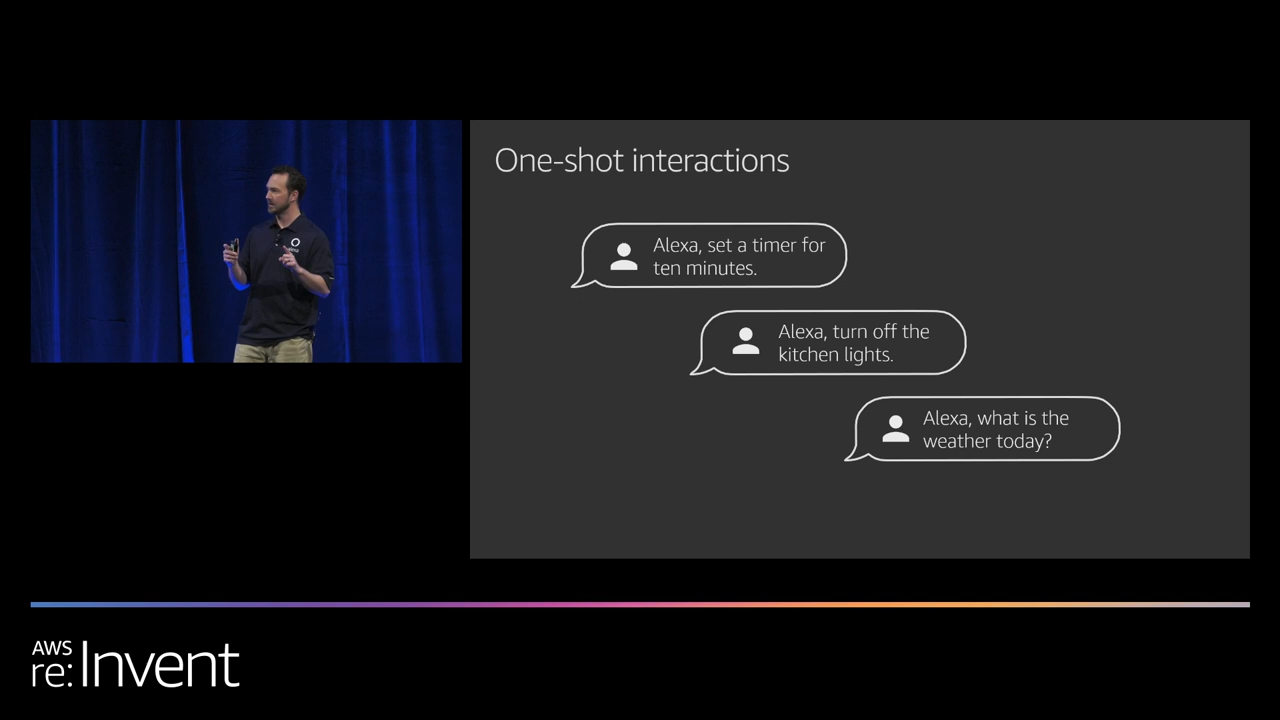 One-shot interactions
Alexa, set a timer for
ten minutes.
Alexa, turn off the
kitchen lights.
Alexa, what is the
weather today?
AWS
re:Invent